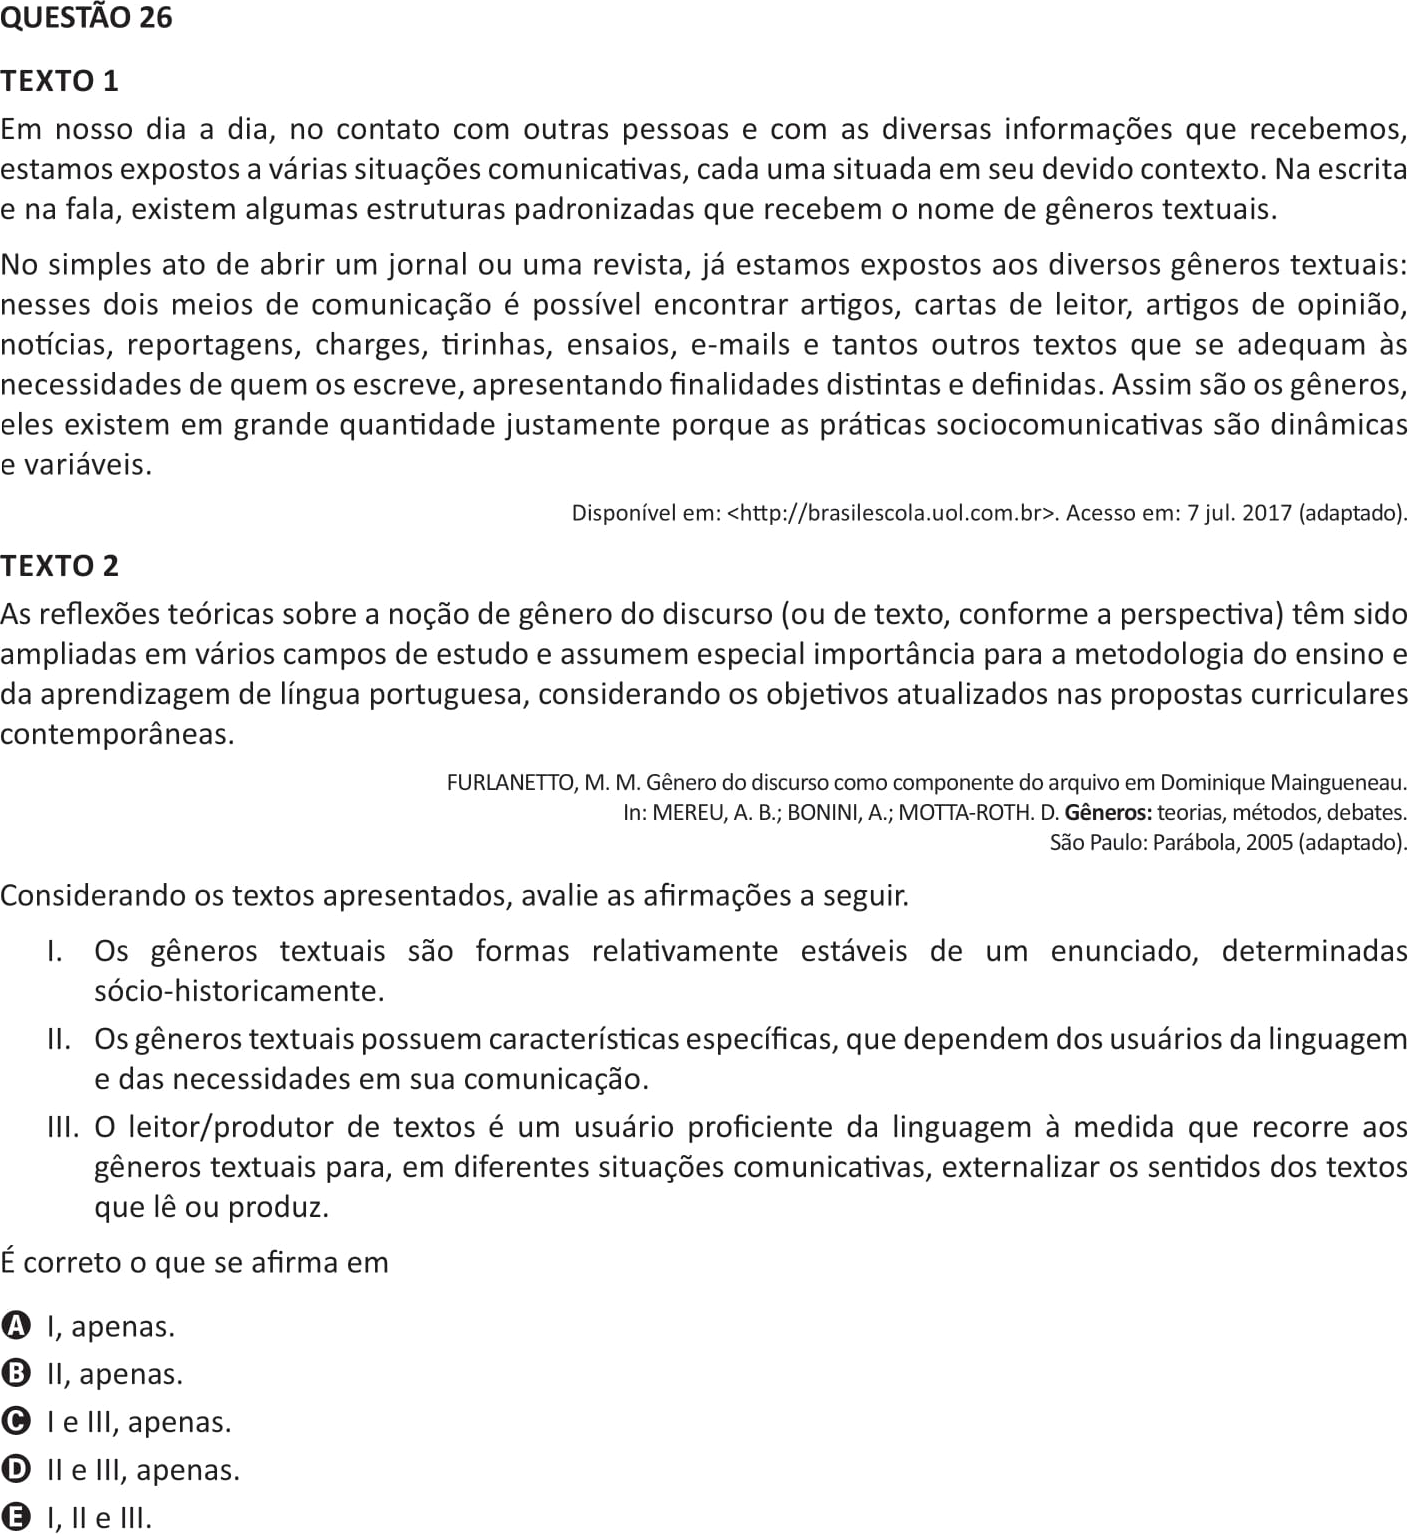 QUESTÃO 26
TEXTO 1
Em nosso dia a dia, no contato com outras pessoas e com as diversas informações que recebemos,
estamos expostos a várias situações comunicativas, cada uma situada em seu devido contexto. Na escrita
e na fala, existem algumas estruturas padronizadas que recebem o nome de gêneros textuais.
No simples ato de abrir um jornal ou uma revista, já estamos expostos aos diversos gêneros textuais:
nesses dois meios de comunicação é possível encontrar artigos, cartas de leitor, artigos de opinião,
notícias, reportagens, charges, tirinhas, ensaios, e-mails e tantos outros textos que se adequam às
necessidades de quem os escreve, apresentando finalidades distintas e definidas. Assim são os gêneros,
eles existem em grande quantidade justamente porque as práticas sociocomunicativas são dinâmicas
e variáveis.
Disponível em: <http://brasilescola.uol.com.br>. Acesso em: 7 jul. 2017 (adaptado).
TEXTO 2
As reflexões teóricas sobre a noção de gênero do discurso (ou de texto, conforme a perspectiva) têm sido
ampliadas em vários campos de estudo e assumem especial importância para a metodologia do ensino e
da aprendizagem de língua portuguesa, considerando os objetivos atualizados nas propostas curriculares
contemporâneas.
FURLANETTO, M. M. Gênero do discurso como componente do arquivo em Dominique Maingueneau.
In: MEREU, A. B.; BONINI, A.; MOTTA-ROTH. D. Gêneros: teorias, métodos, debates.
São Paulo: Parábola, 2005 (adaptado).
Considerando os textos apresentados, avalie as afirmações a seguir.
I. Os gêneros textuais são formas relativamente estáveis de um enunciado, determinadas
sócio-historicamente.
II. Os gêneros textuais possuem características específicas, que dependem dos usuários da linguagem
e das necessidades em sua comunicação.
III. O leitor/produtor de textos é um usuário proficiente da linguagem à medida que recorre aos
gêneros textuais para, em diferentes situações comunicativas, externalizar os sentidos dos textos
que lê ou produz.
É correto o que se afirma em
A I, apenas.
B II, apenas.
C I e III, apenas.
D II e III, apenas.
E I, II e III.